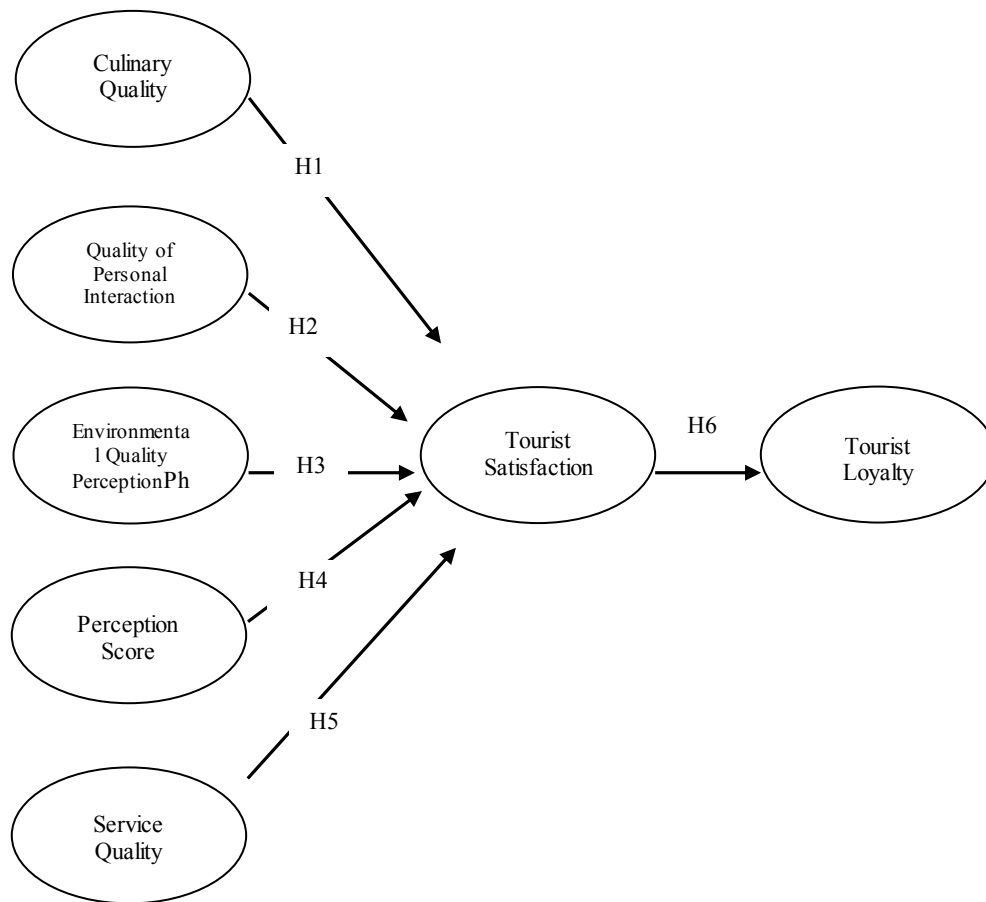 Culinary
Quality
H1
Quality of
Personal
Interaction
H2
Environmenta
l Quality
PerceptionPh
H3
Tourist
Satisfaction
H6
Tourist
Loyalty
H4
Perception
Score
H5
Service
Quality